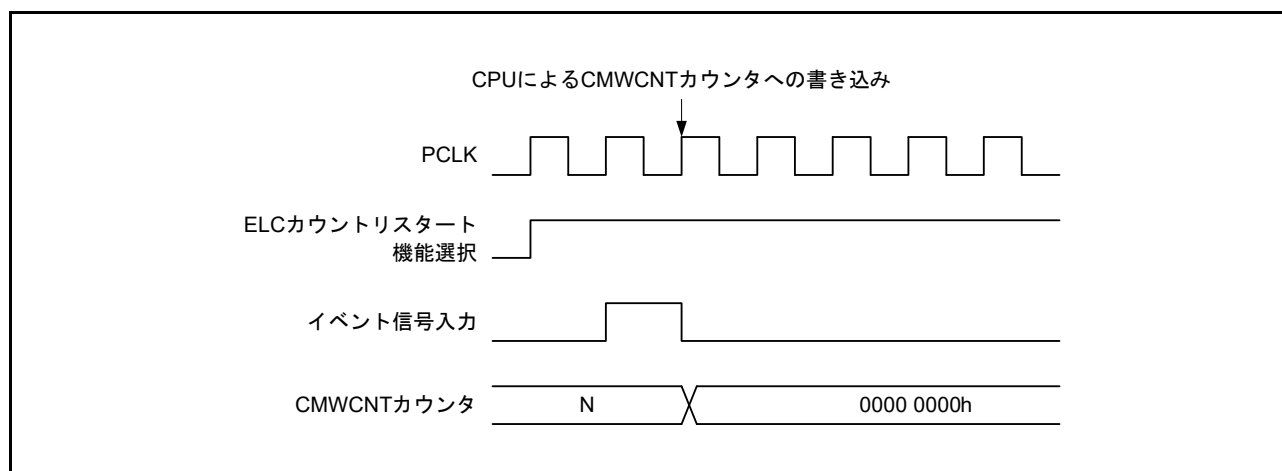 CPUによるCMWCNTカウンタへの書き込み
PCLK
ELCカウントリスタート
機能選択
イベント信号入力
CMWCNTカウンタ
N
0000 0000h